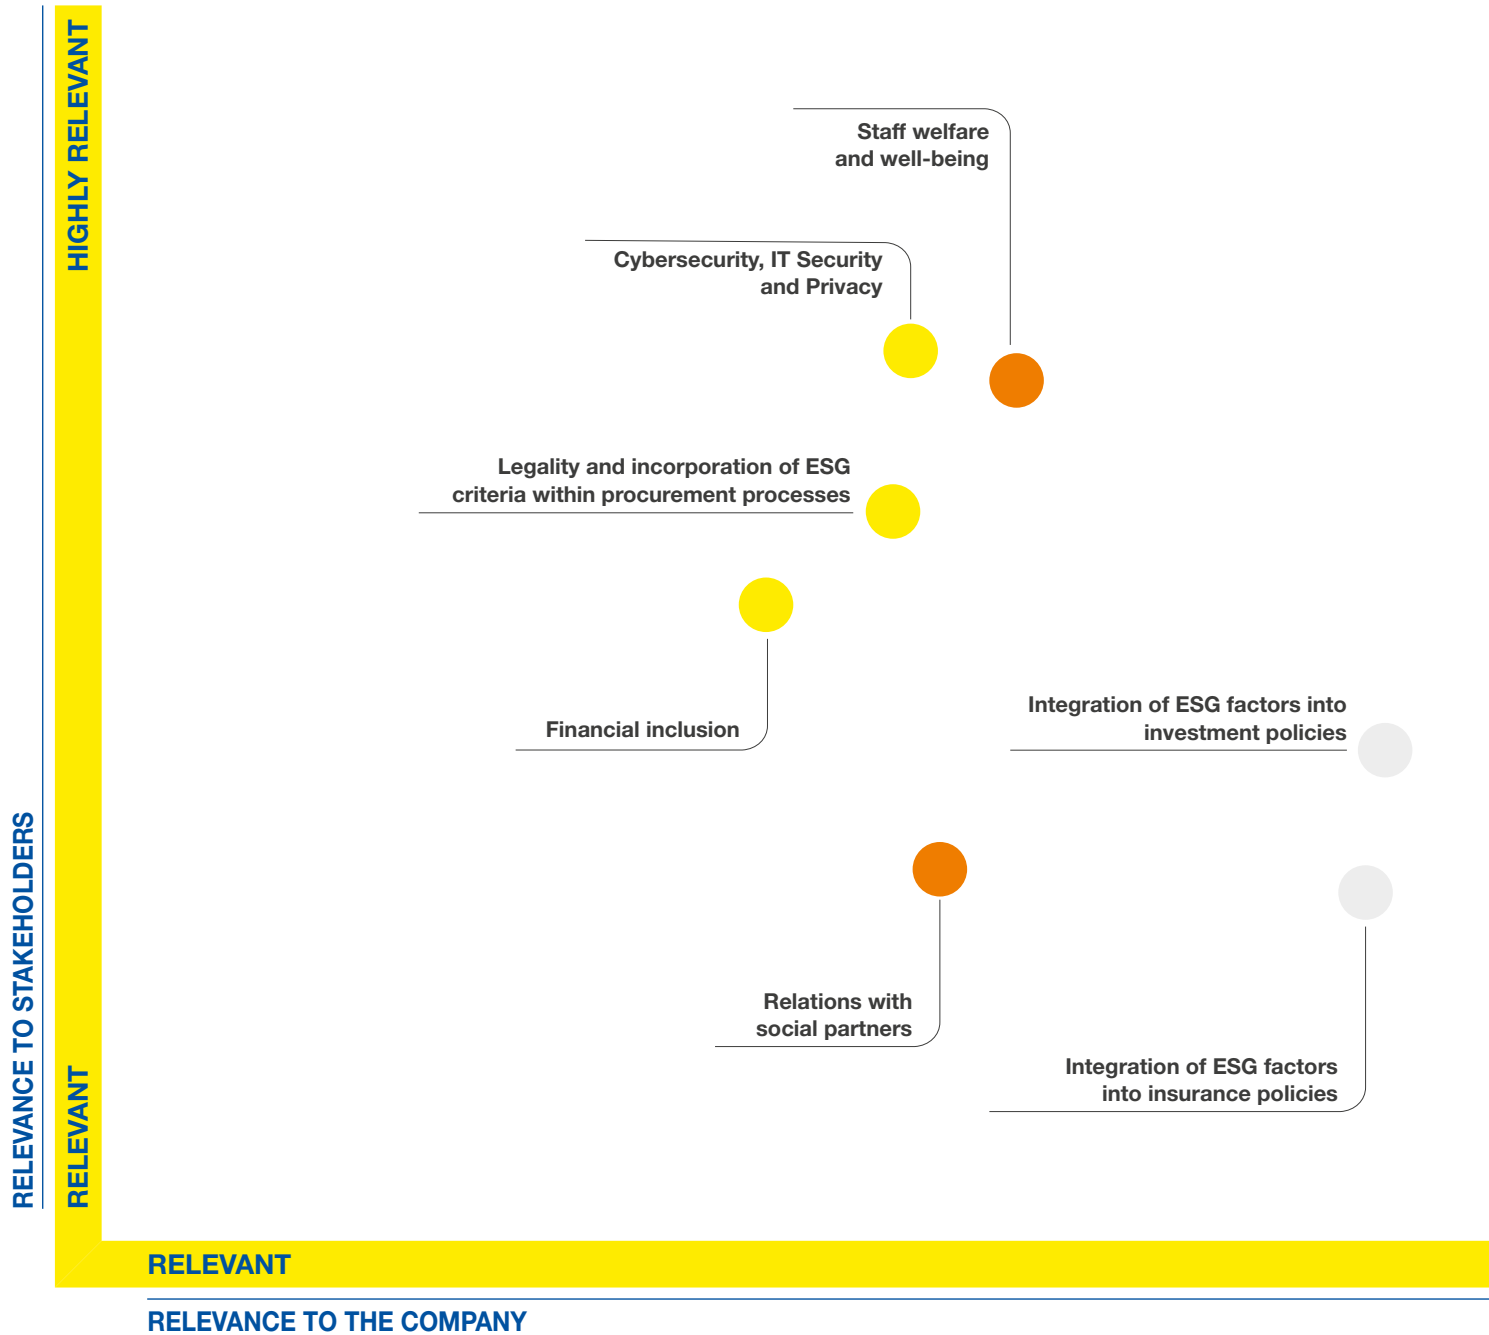 HIGHLY RELEVANT
Staff welfare
and well-being
Cybersecurity, IT Security
and Privacy
Legality and incorporation of ESG
criteria within procurement processes
Financial inclusion
Integration of ESG factors into
investment policies
Relations with
social partners
Integration of ESG factors
into insurance policies
RELEVANCE TO STAKEHOLDERS
RELEVANT
RELEVANT
RELEVANCE TO THE COMPANY